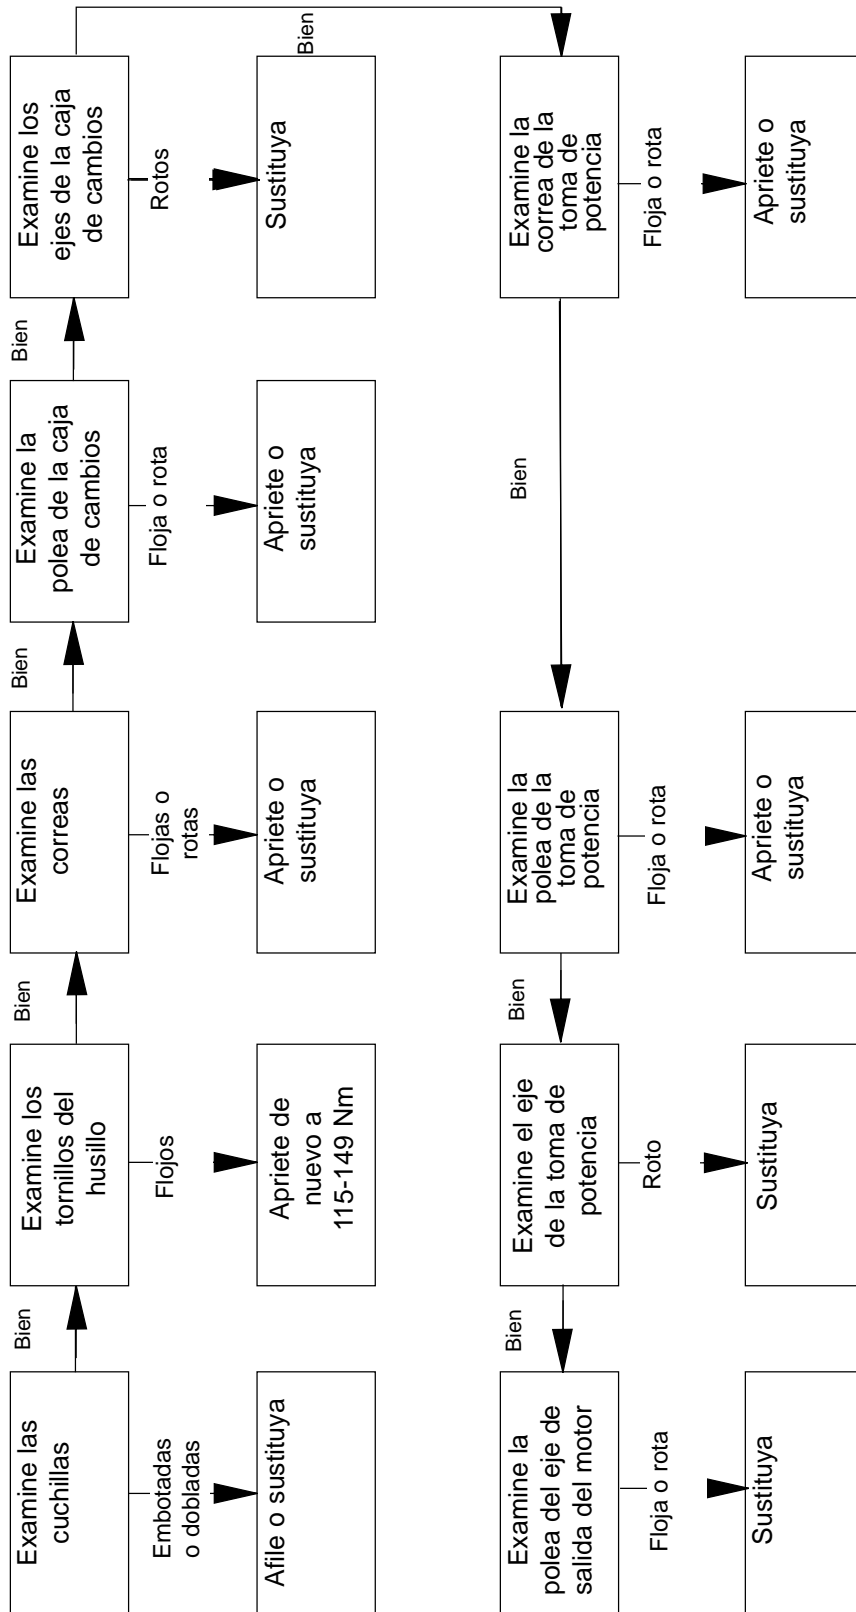 Examine las
cuchillas
Embotadas
o dobladas
Afile o sustituya
Bien
Examine los
tornillos del
husillo
Flojos
Apriete de
nuevo a
115-149 Nm
Bien
Examine las
correas
Flojas o
rotas
Apriete o
sustituya
Bien
Examine la
polea de la caja
de cambios
Floja o rota
Apriete o
sustituya
Bien
Examine los
ejes de la caja
de cambios
Rotos
Sustituya
Bien
Examine la
correa de la
toma de
potencia
Floja o rota
Apriete o
sustituya
Bien
Examine la
polea de la
toma de
potencia
Floja o rota
Apriete o
sustituya
Bien
Examine el eje
de la toma de
potencia
Roto
Sustituya
Bien
Examine la
polea del eje de
salida del motor
Floja o rota
Sustituya